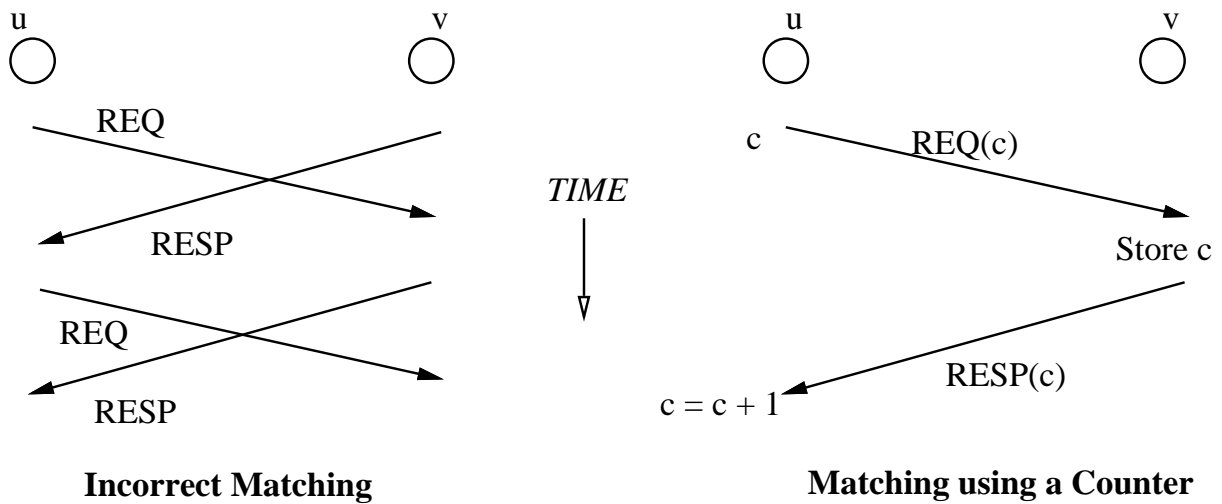 u
v
REQ
RESP
REQ
RESP
Incorrect Matching
TIME
u
v
c
REQ(c)
Store c
RESP(c)
c = c + 1
Matching using a Counter